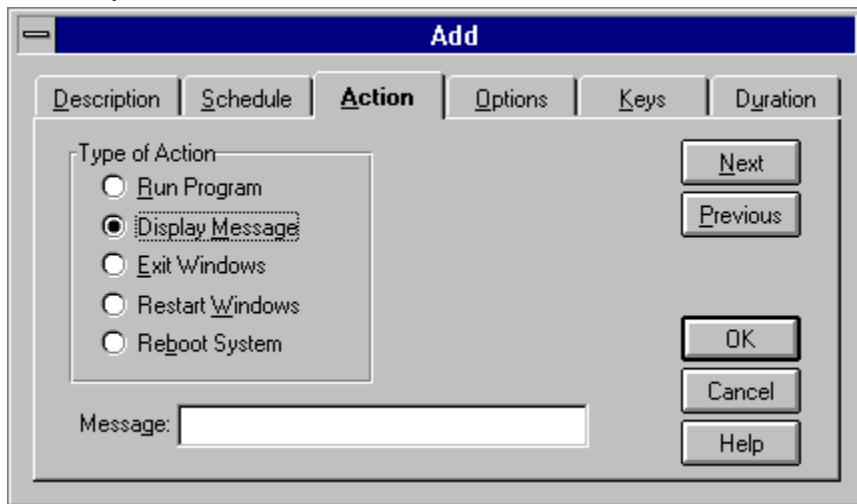 Add
Description Schedule Action Options Keys Duration
Type of Action
Run Program
Display Message
Exit Windows
Restart Windows
Reboot System
Message:
Next
Previous
OK
Cancel
Help